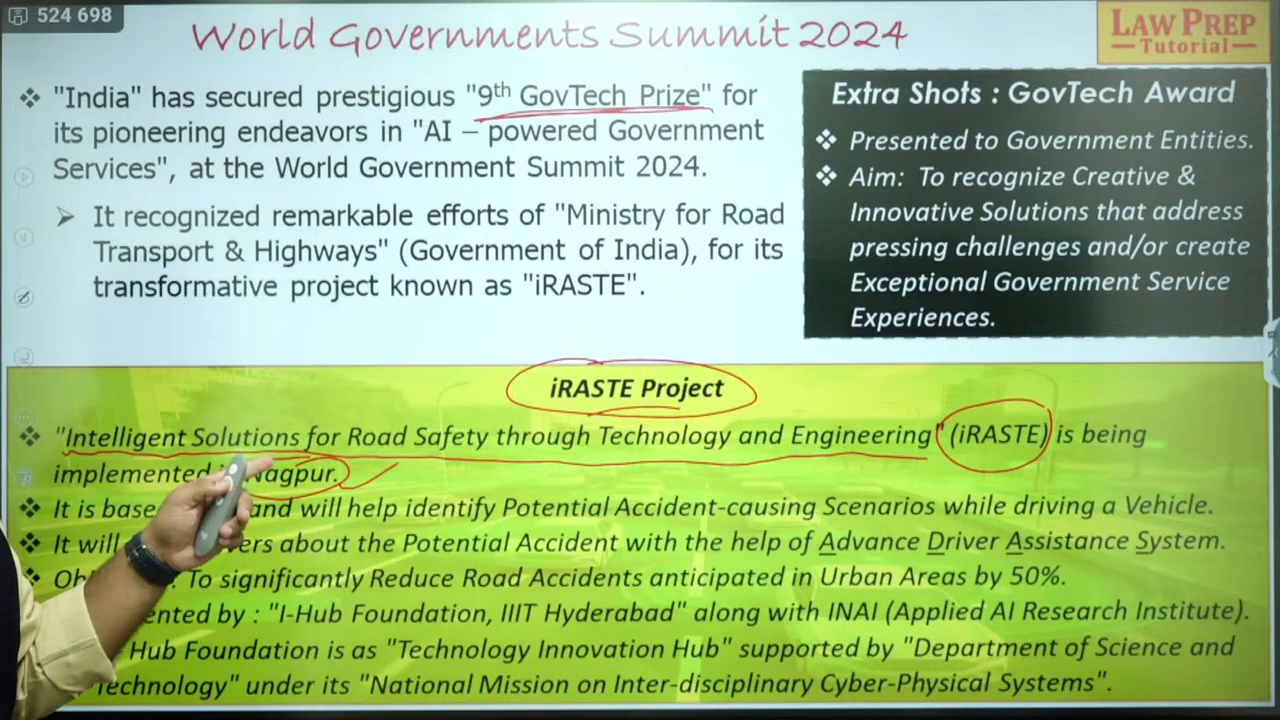 524 698
World Governments Summit 2024
LAW PREP
Tutorial
❖ "India" has secured prestigious "9th GovTech Prize" for
its pioneering endeavors in "AI – powered Government
Services", at the World Government Summit 2024.
➢ It recognized remarkable efforts of "Ministry for Road
Transport & Highways" (Government of India), for its
transformative project known as "iRASTE".
Extra Shots : GovTech Award
❖ Presented to Government Entities.
❖ Aim: To recognize Creative &
Innovative Solutions that address
pressing challenges and/or create
Exceptional Government Service
Experiences.
iRASTE Project
❖ "Intelligent Solutions for Road Safety through Technology and Engineering" (iRASTE) is being
implemented Nagpur.
❖ It is and will help identify Potential Accident-causing Scenarios while driving a Vehicle.
❖ It will about the Potential Accident with the help of Advance Driver Assistance System.
To significantly Reduce Road Accidents anticipated in Urban Areas by 50%.
by : "I-Hub Foundation, IIIT Hyderabad" along with INAI (Applied AI Research Institute).
Hub Foundation is as "Technology Innovation Hub" supported by "Department of Science and
Technology" under its "National Mission on Inter-disciplinary Cyber-Physical Systems".